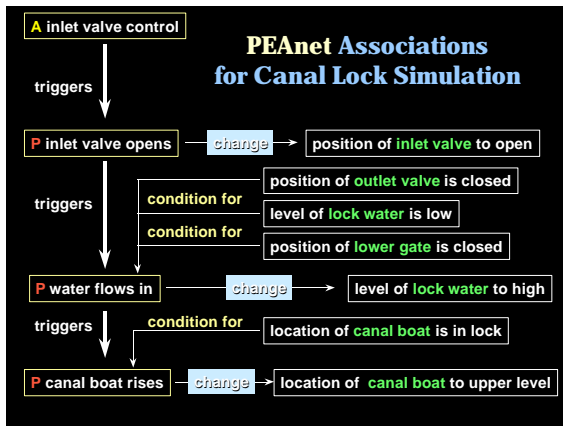 A inlet valve control
PEAnet Associations
for Canal Lock Simulation
triggers
P inlet valve opens
change
position of inlet valve to open
position of outlet valve is closed
triggers
condition for
level of lock water is low
condition for
position of lower gate is closed
P water flows in
change
level of lock water to high
triggers
condition for
location of canal boat is in lock
P canal boat rises
change
location of canal boat to upper level